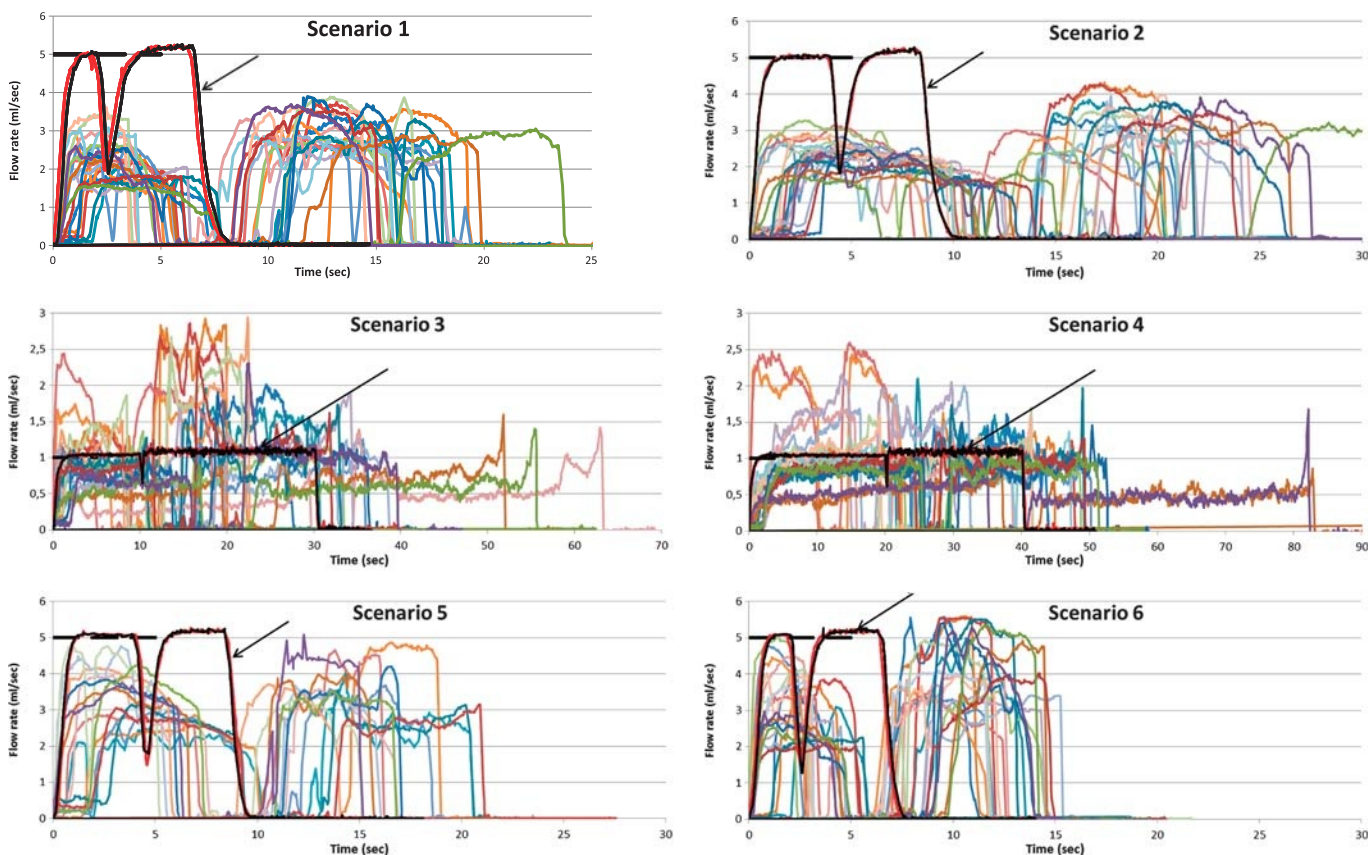 Scenario 1
Flow rate (ml/sec)
6
5
4
3
2
1
0
0 5 10 15 20 25
Time (sec)
Scenario 2
Flow rate (ml/sec)
6
5
4
3
2
1
0
0 5 10 15 20 25 30
Time (sec)
Scenario 3
Flow rate (ml/sec)
3
2,5
2
1,5
1
0,5
0
0 10 20 30 40 50 60 70
Time (sec)
Scenario 4
Flow rate (ml/sec)
3
2,5
2
1,5
1
0,5
0
0 10 20 30 40 50 60 70 80 90
Time (sec)
Scenario 5
Flow rate (ml/sec)
6
5
4
3
2
1
0
0 5 10 15 20 25 30
Time (sec)
Scenario 6
Flow rate (ml/sec)
6
5
4
3
2
1
0
0 5 10 15 20 25 30
Time (sec)